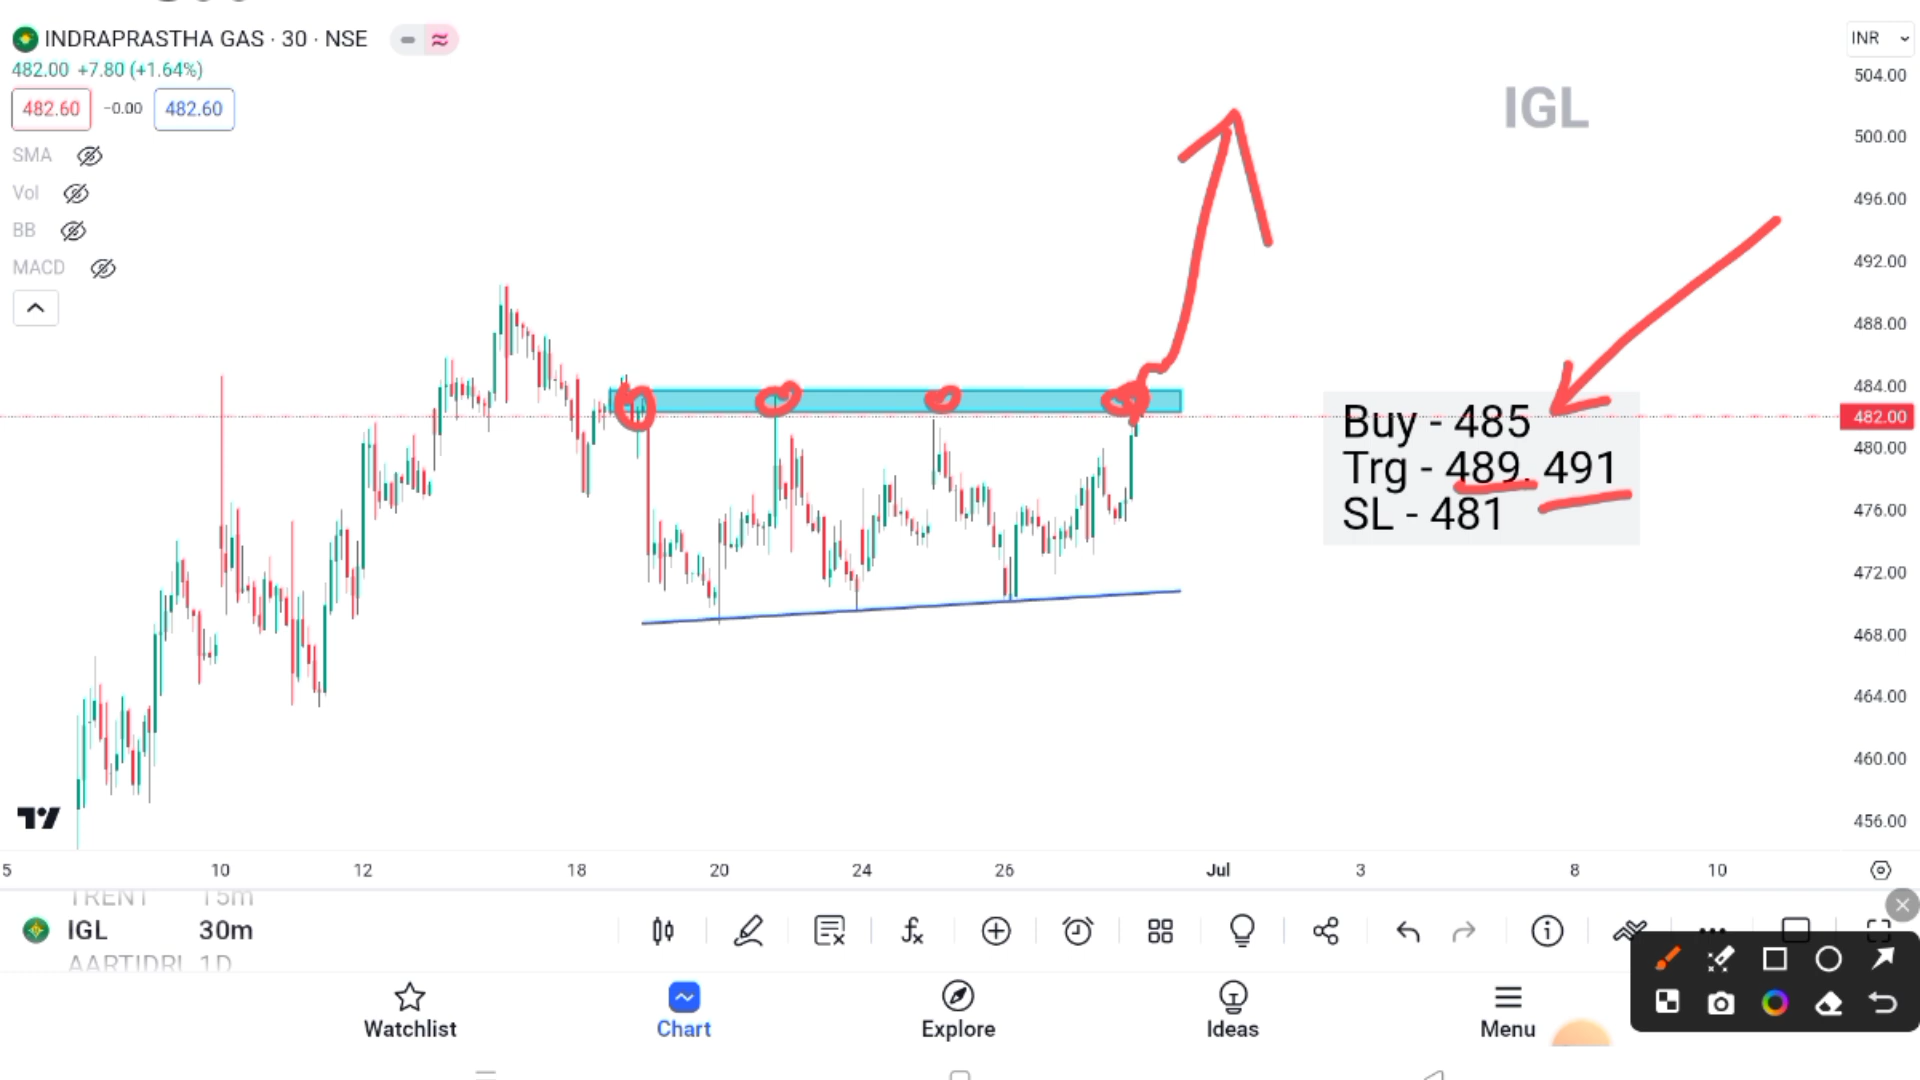 INDRAPRASTHA GAS · 30 · NSE
482.00 +7.80 (+1.64%)
482.60 −0.00 482.60
SMA
Vol
BB
MACD
IGL
INR
504.00
500.00
496.00
492.00
488.00
484.00
482.00
480.00
476.00
472.00
468.00
464.00
460.00
456.00
Buy - 485
Trg - 489, 491
SL - 481
5 10 12 18 20 24 26 Jul 3 8 10
TRENT 15m
IGL 30m
AARTIDRL 1D
Watchlist
Chart
Explore
Ideas
Menu